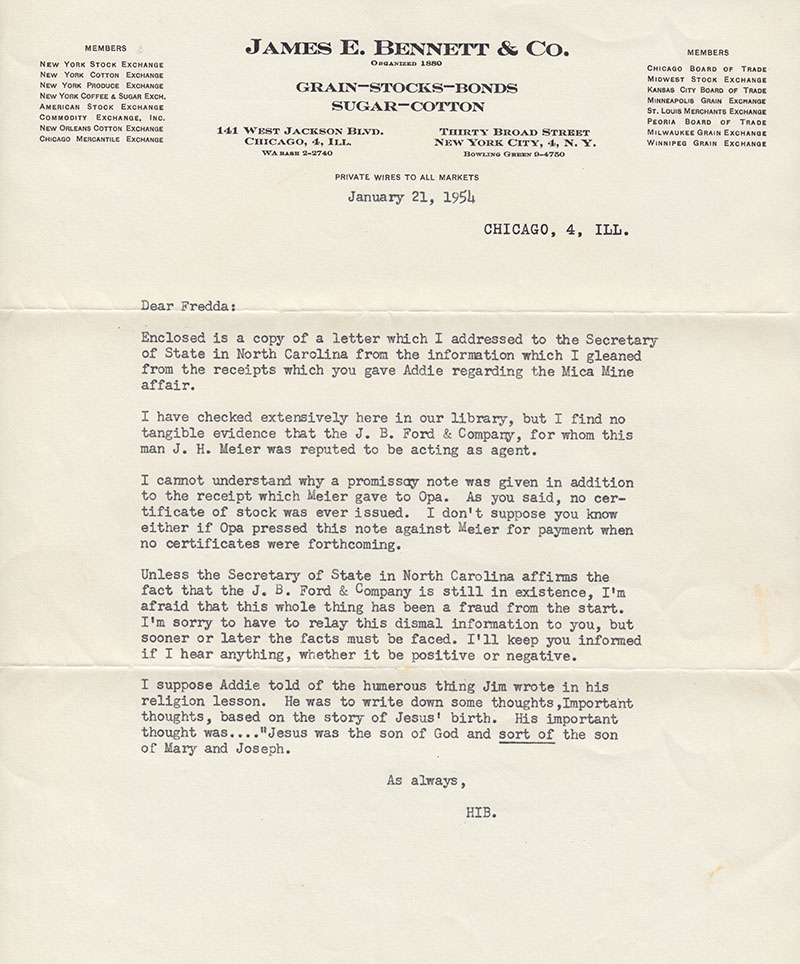 MEMBERS
NEW YORK STOCK EXCHANGE
NEW YORK COTTON EXCHANGE
NEW YORK PRODUCE EXCHANGE
NEW YORK COFFEE & SUGAR EXCH.
AMERICAN STOCK EXCHANGE
COMMODITY EXCHANGE, INC.
NEW ORLEANS COTTON EXCHANGE
CHICAGO MERCANTILE EXCHANGE
JAMES E. BENNETT & CO.
ORGANIZED 1880
GRAIN—STOCKS—BONDS
SUGAR—COTTON
141 WEST JACKSON BLVD.
CHICAGO, 4, ILL.
WABASH 2-2740
THIRTY BROAD STREET
NEW YORK CITY, 4, N. Y.
BOWLING GREEN 9-4750
MEMBERS
CHICAGO BOARD OF TRADE
MIDWEST STOCK EXCHANGE
KANSAS CITY BOARD OF TRADE
MINNEAPOLIS GRAIN EXCHANGE
ST. LOUIS MERCHANTS EXCHANGE
PEORIA BOARD OF TRADE
MILWAUKEE GRAIN EXCHANGE
WINNIPEG GRAIN EXCHANGE
PRIVATE WIRES TO ALL MARKETS
January 21, 1954
CHICAGO, 4, ILL.
Dear Fredda:
Enclosed is a copy of a letter which I addressed to the Secretary
of State in North Carolina from the information which I gleaned
from the receipts which you gave Addie regarding the Mica Mine
affair.
I have checked extensively here in our library, but I find no
tangible evidence that the J. B. Ford & Company, for whom this
man J. H. Meier was reputed to be acting as agent.
I cannot understand why a promissqy note was given in addition
to the receipt which Meier gave to Opa.  As you said, no cer-
tificate of stock was ever issued.  I don't suppose you know
either if Opa pressed this note against Meier for payment when
no certificates were forthcoming.
Unless the Secretary of State in North Carolina affirms the
fact that the J. B. Ford & Company is still in existence, I'm
afraid that this whole thing has been a fraud from the start.
I'm sorry to have to relay this dismal information to you, but
sooner or later the facts must be faced. I'll keep you informed
if I hear anything, whether it be positive or negative.
I suppose Addie told of the humerous thing Jim wrote in his
religion lesson.  He was to write down some thoughts,Important
thoughts, based on the story of Jesus' birth.  His important
thought was...."Jesus was the son of God and sort of the son
of Mary and Joseph.
As always,
HIB.